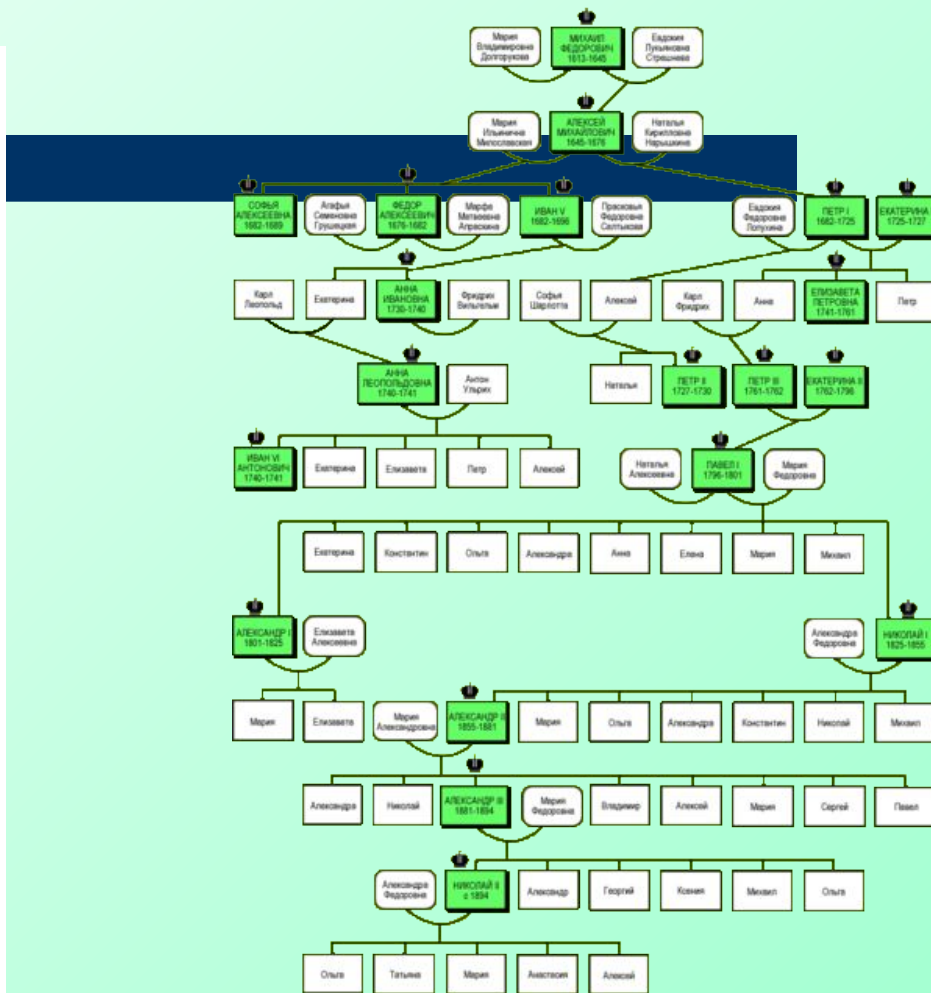 Мария
Владимировна
Долгорукова
МИХАИЛ
ФЕДОРОВИЧ
1613-1645
Евдокия
Лукьяновна
Стрешнева
Мария
Ильинична
Милославская
АЛЕКСЕЙ
МИХАЙЛОВИЧ
1645-1676
Наталья
Кирилловна
Нарышкина
СОФЬЯ
АЛЕКСЕЕВНА
1682-1689
Агафья
Семеновна
Грушецкая
ФЕДОР
АЛЕКСЕЕВИЧ
1676-1682
Марфа
Матвеевна
Апраксина
ИВАН V
1682-1696
Прасковья
Федоровна
Салтыкова
Евдокия
Федоровна
Лопухина
ПЕТР I
1682-1725
ЕКАТЕРИНА I
1725-1727
Карл
Леопольд
Екатерина
АННА
ИВАНОВНА
1730-1740
Фридрих
Вильгельм
Софья
Шарлотта
Алексей
Карл
Фридрих
Анна
ЕЛИЗАВЕТА
ПЕТРОВНА
1741-1761
Петр
АННА
ЛЕОПОЛЬДОВНА
1740-1741
Антон
Ульрих
Наталья
ПЕТР II
1727-1730
ПЕТР III
1761-1762
ЕКАТЕРИНА II
1762-1796
ИВАН VI
АНТОНОВИЧ
1740-1741
Екатерина
Елизавета
Петр
Алексей
Наталья
Алексеевна
ПАВЕЛ I
1796-1801
Мария
Федоровна
Екатерина
Константин
Ольга
Александра
Анна
Елена
Мария
Михаил
АЛЕКСАНДР I
1801-1825
Елизавета
Алексеевна
Александра
Федоровна
НИКОЛАЙ I
1825-1855
Мария
Елизавета
Мария
Александровна
АЛЕКСАНДР II
1855-1881
Мария
Ольга
Александра
Константин
Николай
Михаил
Александра
Николай
АЛЕКСАНДР III
1881-1894
Мария
Федоровна
Владимир
Алексей
Мария
Сергей
Павел
Александра
Федоровна
НИКОЛАЙ II
с 1894
Александр
Георгий
Ксения
Михаил
Ольга
Ольга
Татьяна
Мария
Анастасия
Алексей